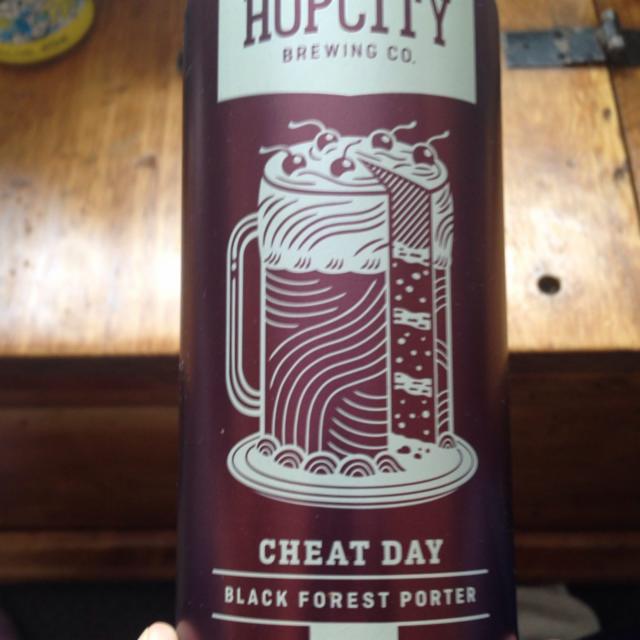 HOPCITY
BREWING CO.
CHEAT DAY
BLACK FOREST PORTER